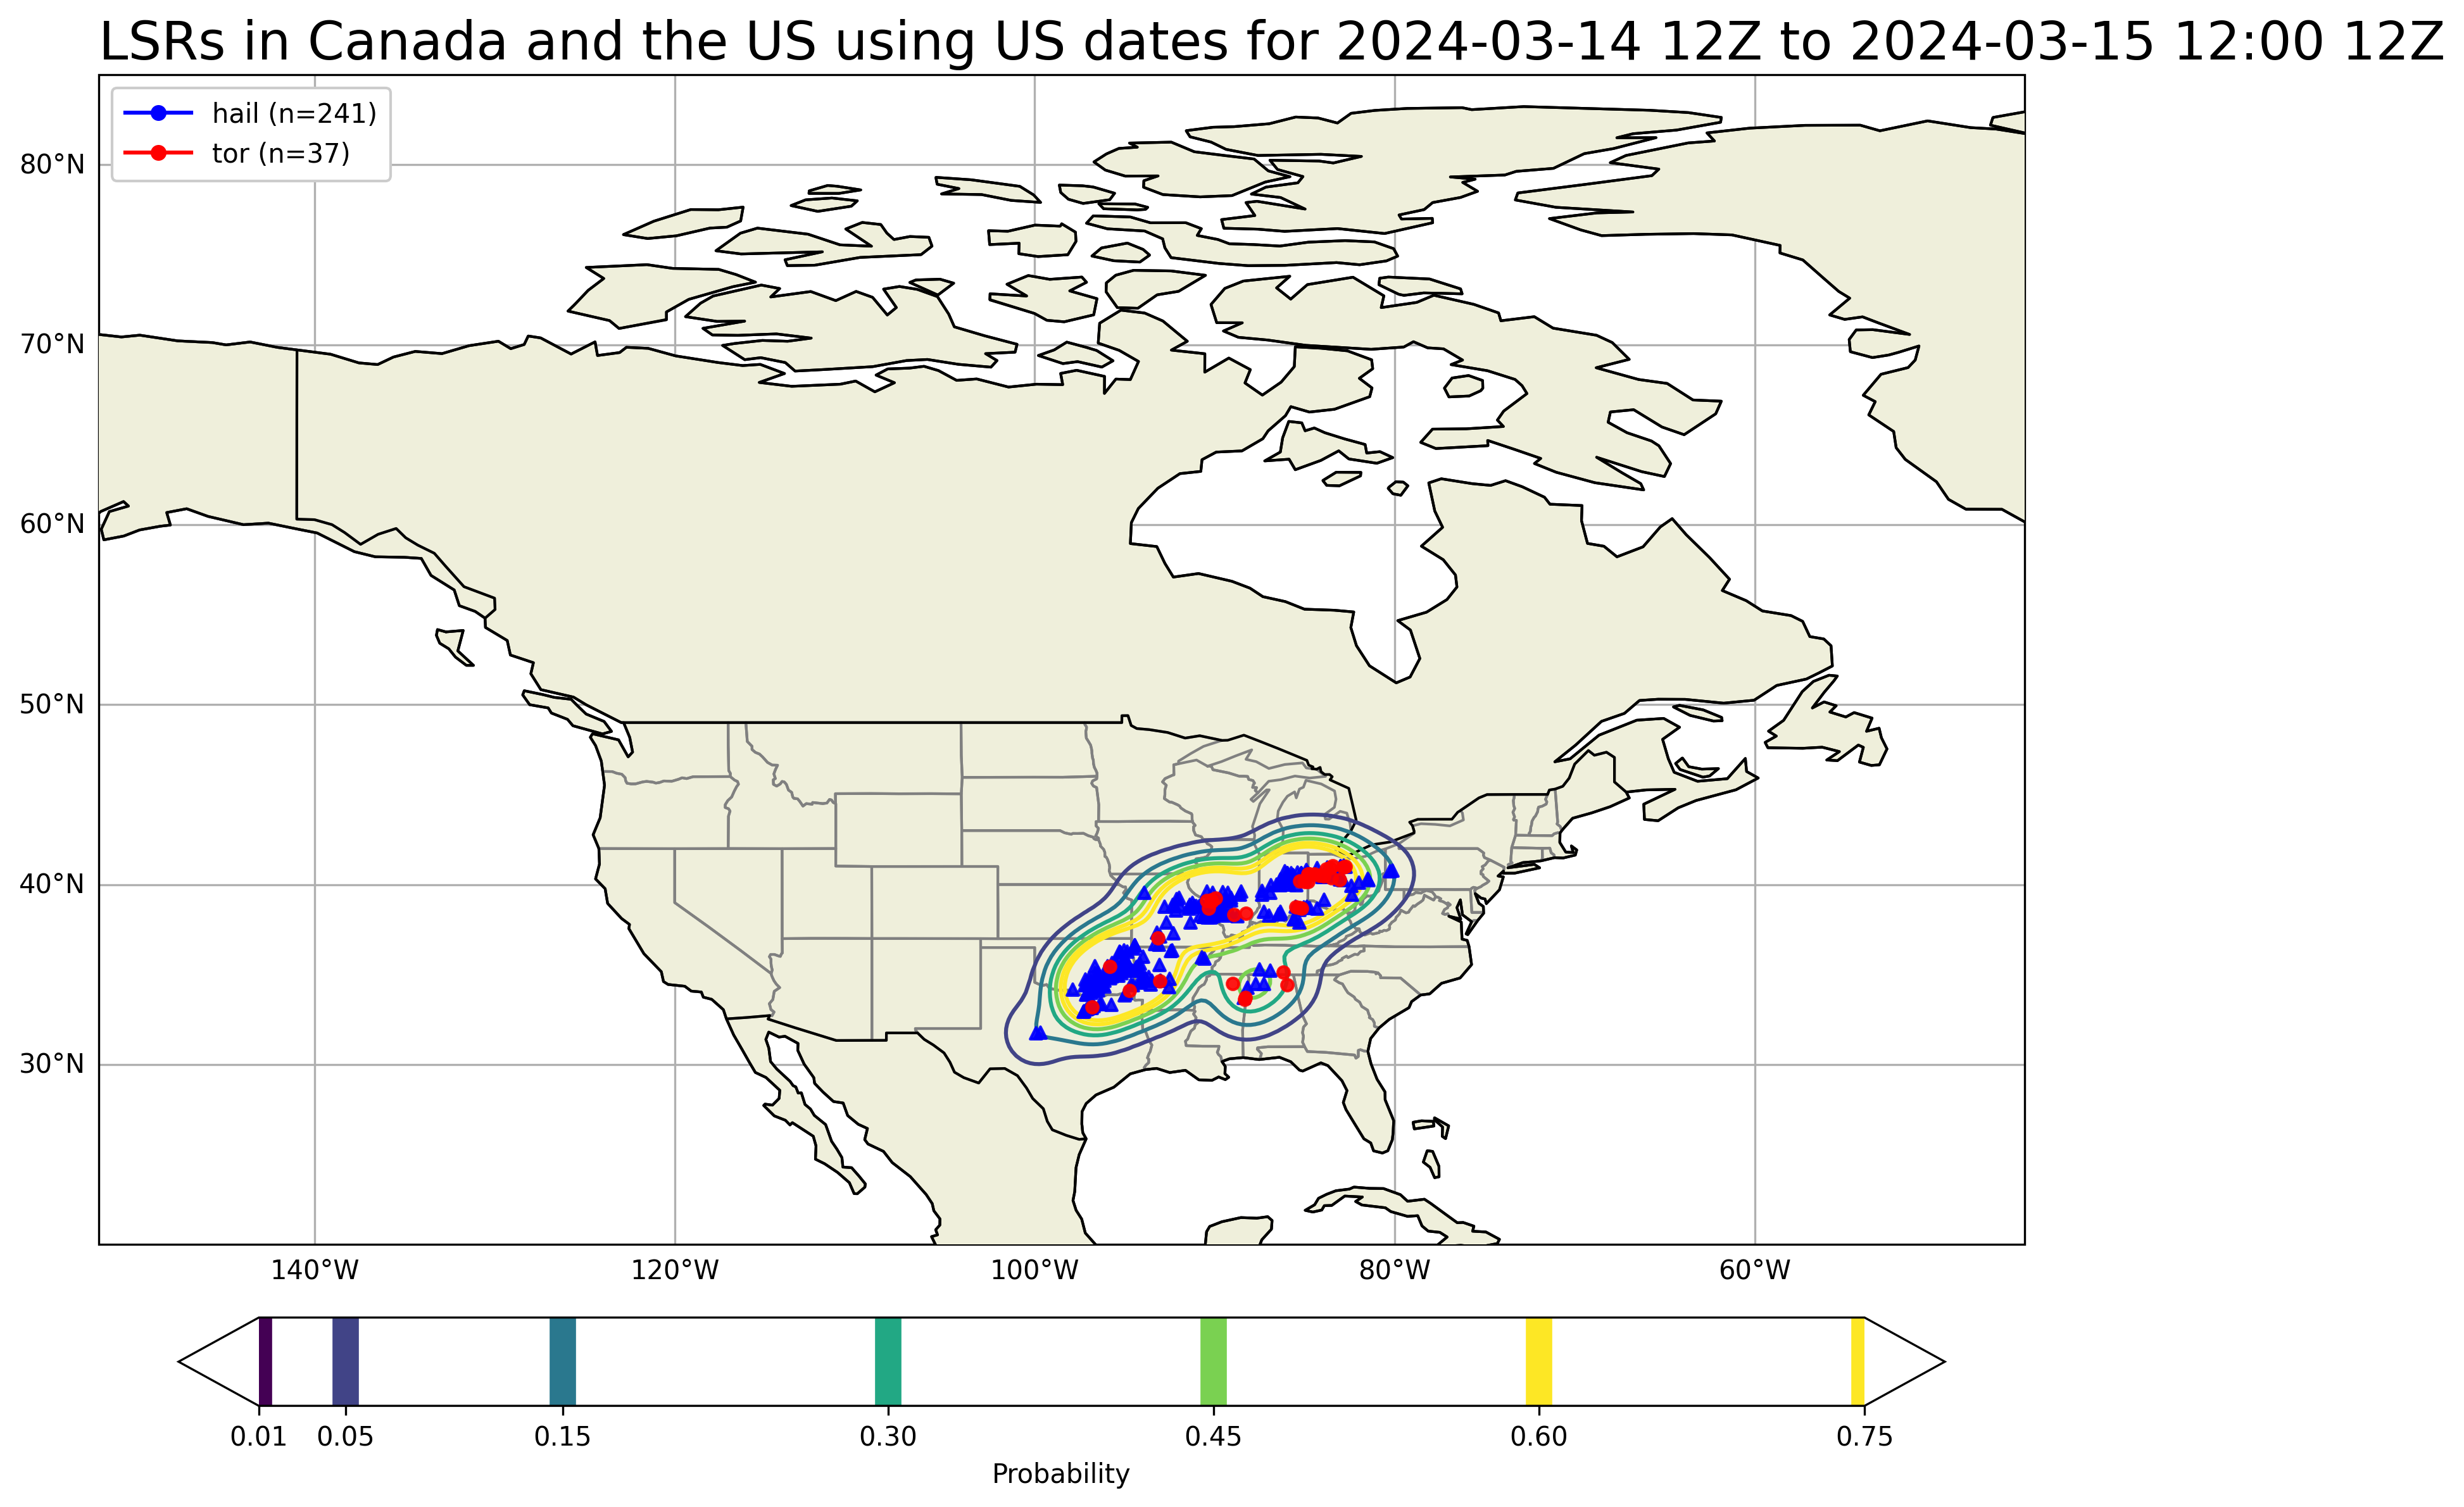 LSRs in Canada and the US using US dates for 2024-03-14 12Z to 2024-03-15 12:00 12Z
hail (n=241)
tor (n=37)
80°N
70°N
60°N
50°N
40°N
30°N
140°W 120°W 100°W 80°W 60°W
0.01 0.05 0.15 0.30 0.45 0.60 0.75
Probability